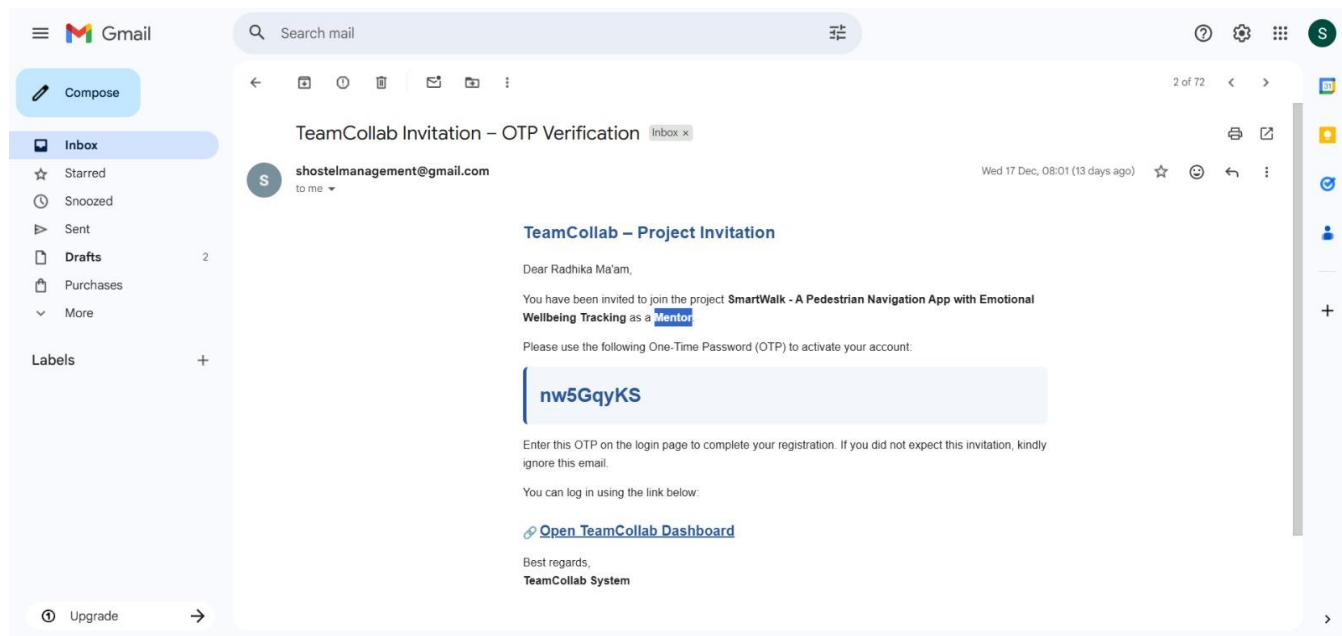 Gmail
Search mail
S
Compose
2 of 72
31
Inbox
Starred
Snoozed
Sent
Drafts 2
Purchases
More
Labels
Upgrade
TeamCollab Invitation – OTP Verification Inbox x
S
shostelmanagement@gmail.com
Wed 17 Dec, 08:01 (13 days ago)
to me
TeamCollab – Project Invitation
Dear Radhika Ma'am,
You have been invited to join the project SmartWalk - A Pedestrian Navigation App with Emotional
Wellbeing Tracking as a Mentor.
Please use the following One-Time Password (OTP) to activate your account:
nw5GqyKS
Enter this OTP on the login page to complete your registration. If you did not expect this invitation, kindly
ignore this email.
You can log in using the link below:
Open TeamCollab Dashboard
Best regards,
TeamCollab System